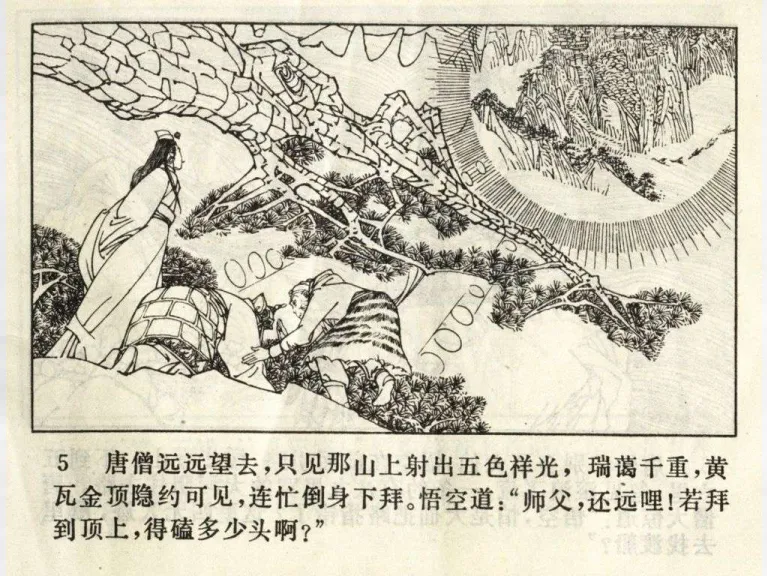 5 唐僧远远望去,只见那山上射出五色祥光,瑞蔼千重,黄
瓦金顶隐约可见,连忙倒身下拜。悟空道:“师父,还远哩!若拜
到顶上,得磕多少头啊?”